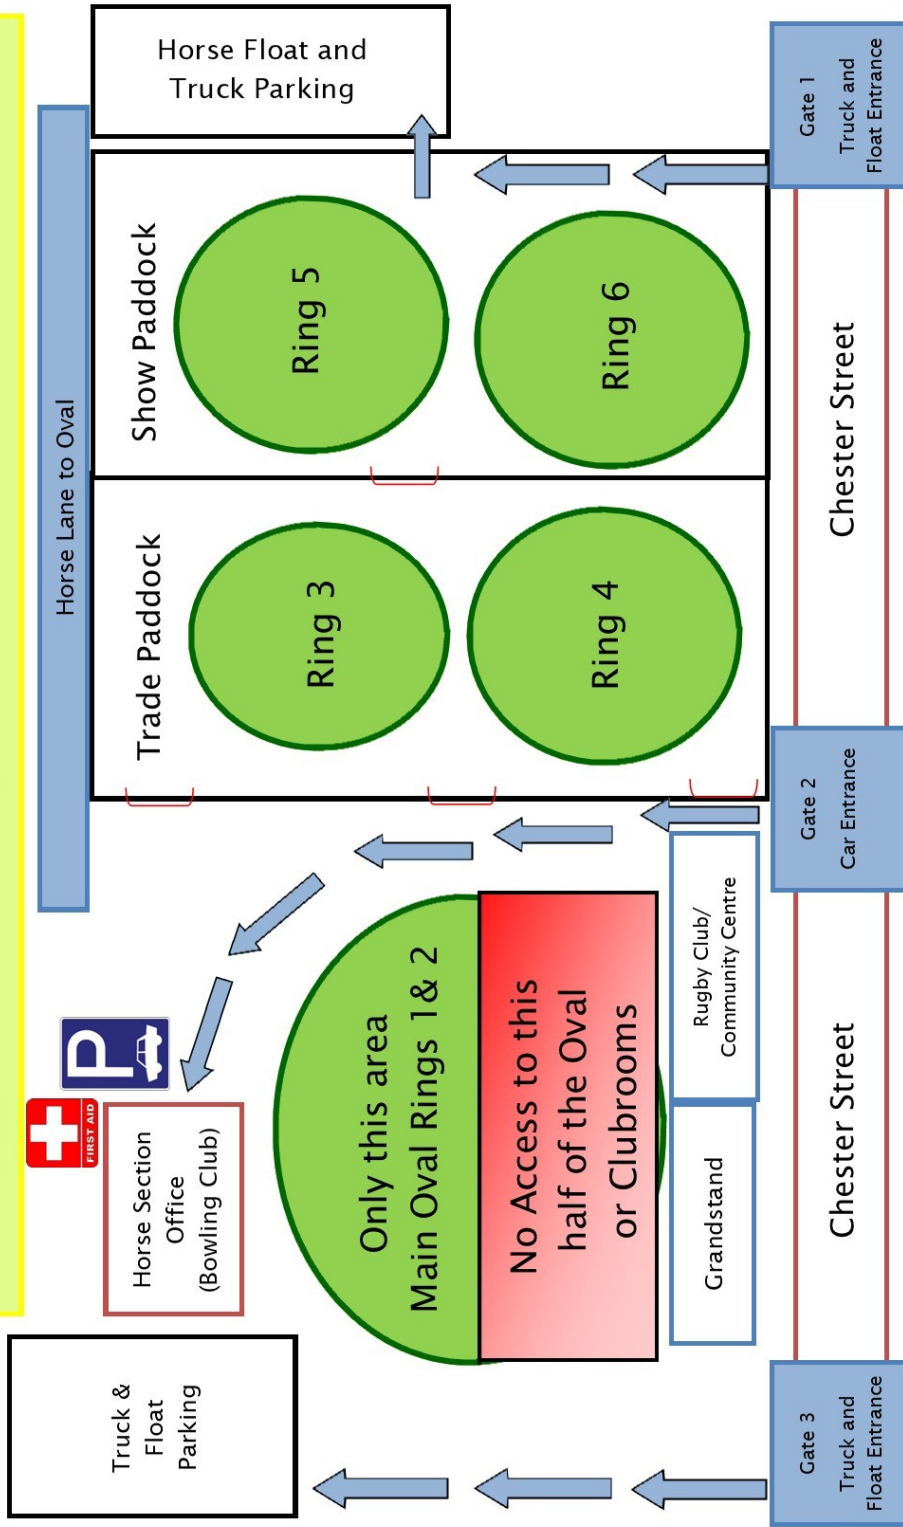 Horse Float and
Truck Parking
Gate 1
Truck and
Float Entrance
Horse Lane to Oval
Show Paddock
Ring 5
Ring 6
Chester Street
Trade Paddock
Ring 3
Ring 4
Gate 2
Car Entrance
P
FIRST AID
Horse Section
Office
(Bowling Club)
Only this area
Main Oval Rings 1& 2
No Access to this
half of the Oval
or Clubrooms
Rugby Club/
Community Centre
Grandstand
Chester Street
Truck &
Float
Parking
Gate 3
Truck and
Float Entrance